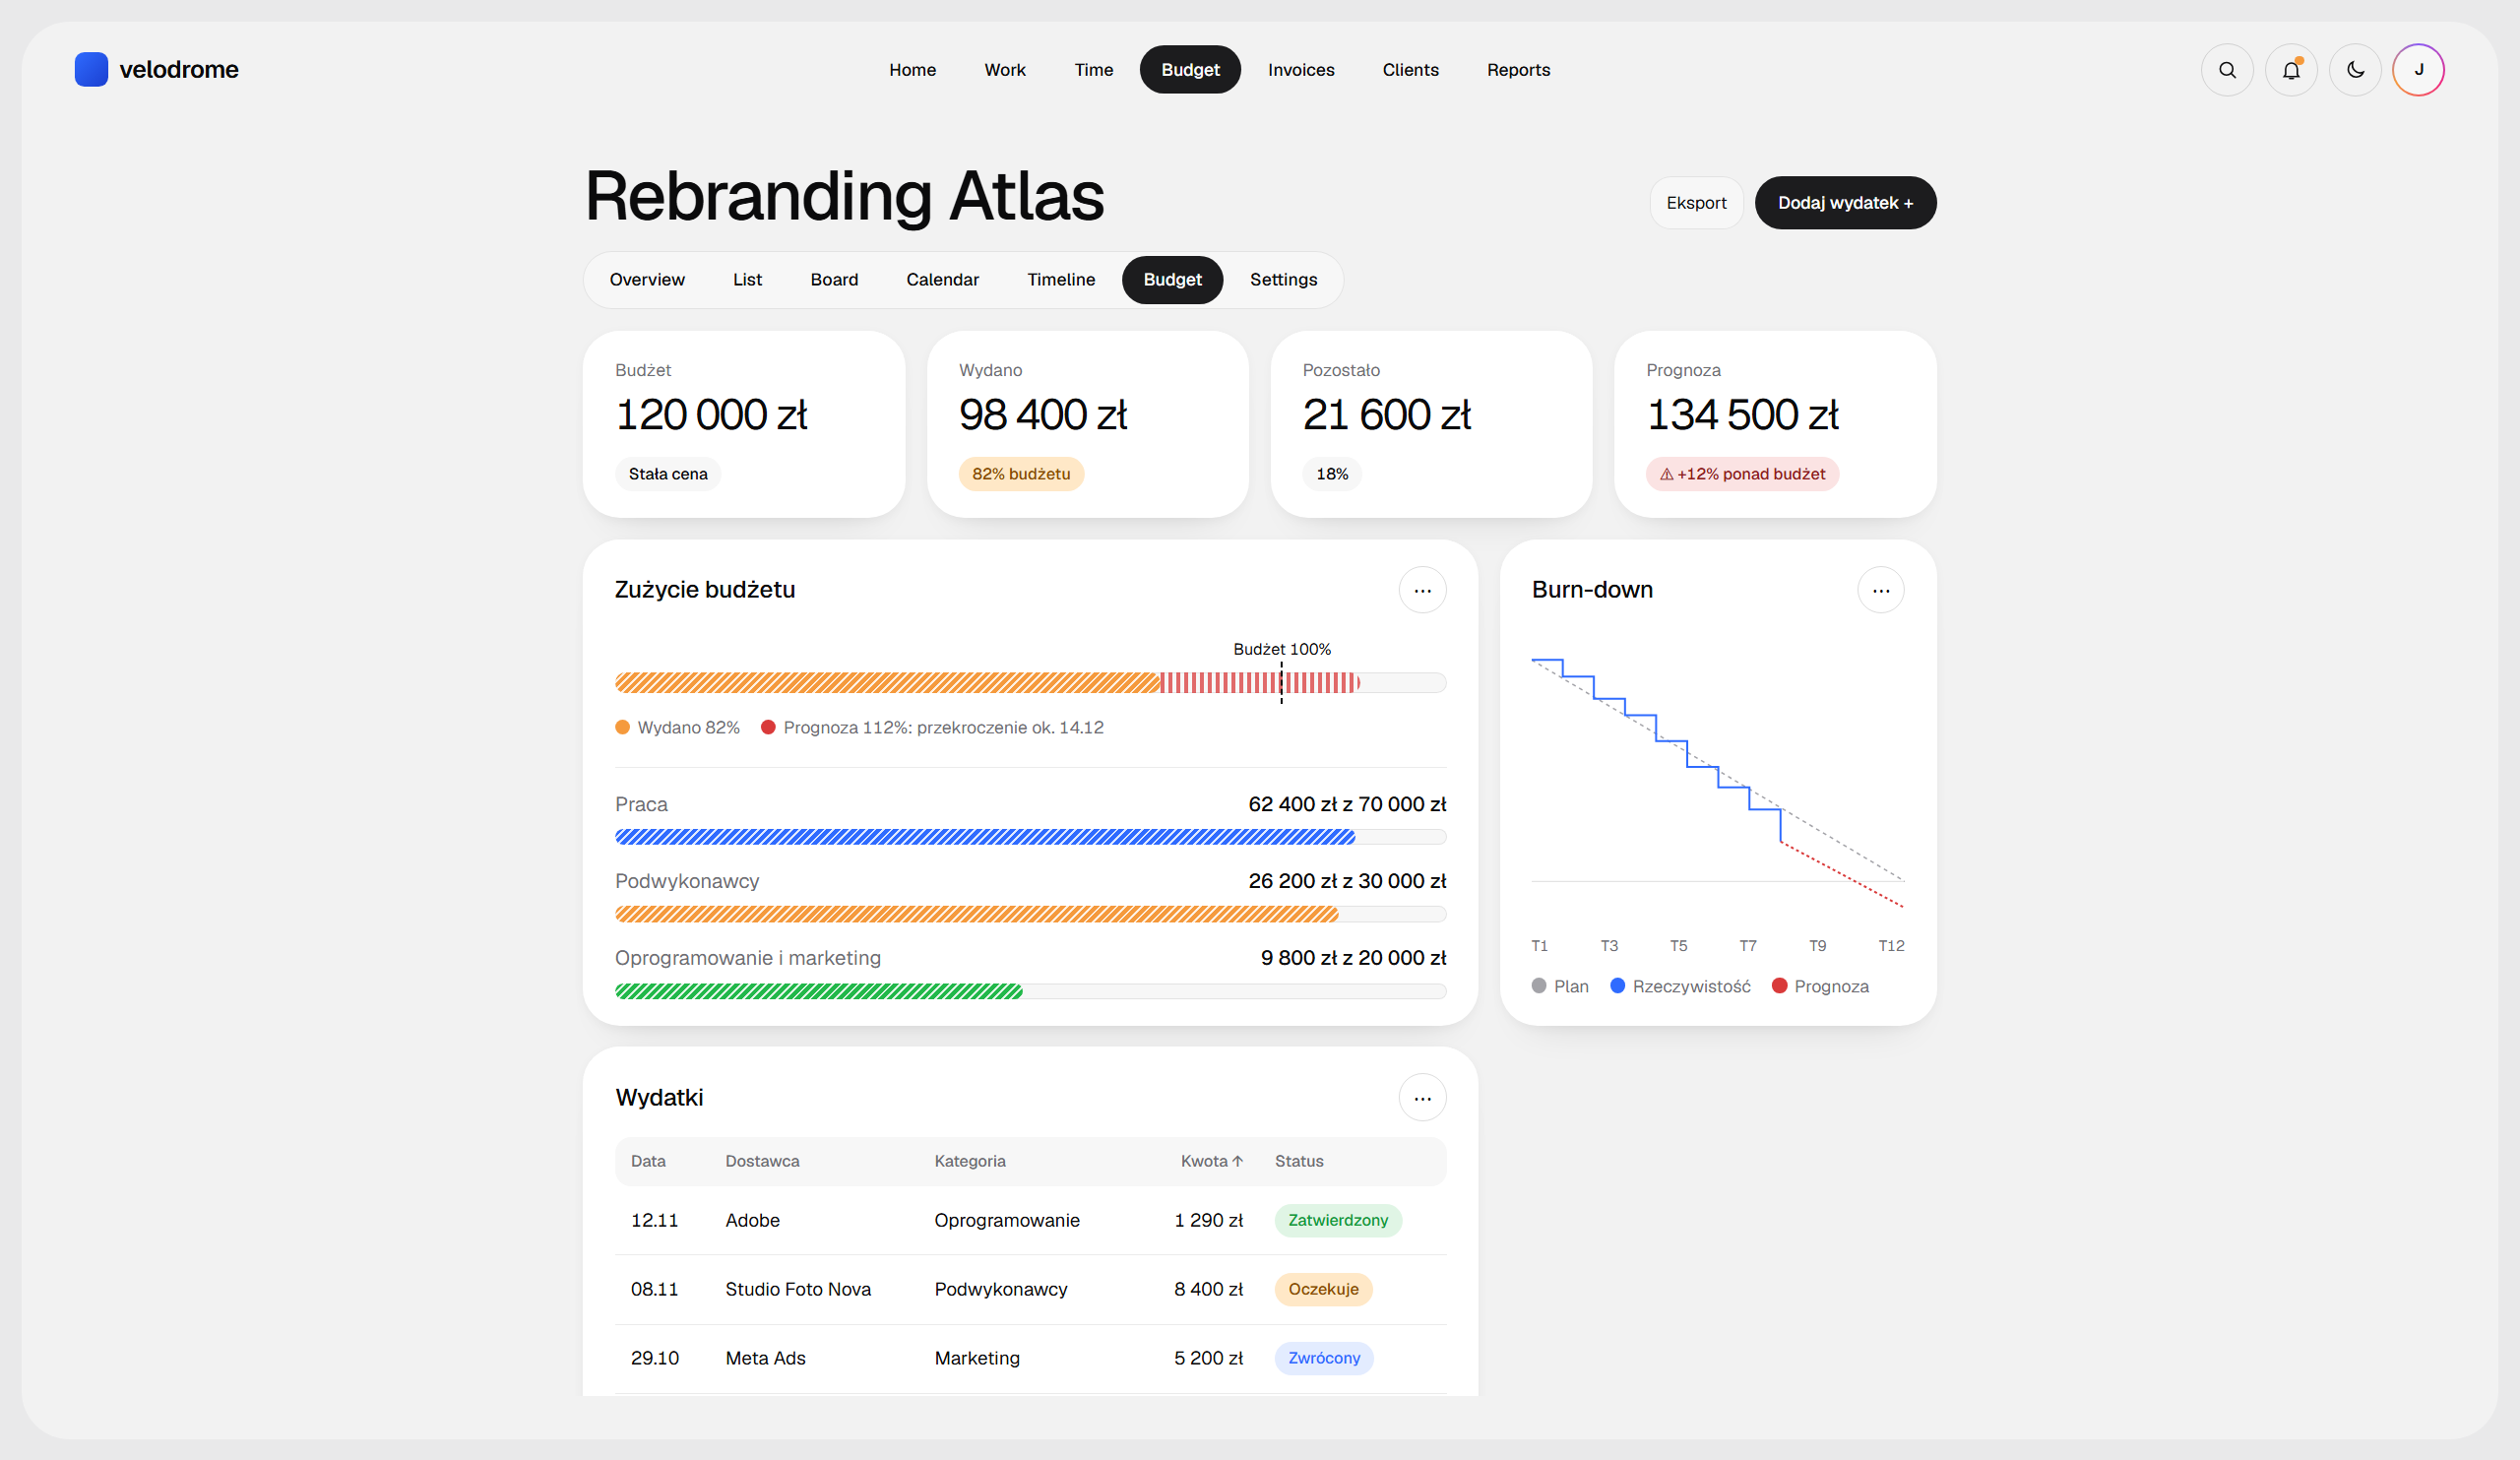 velodrome
Home Work Time Budget Invoices Clients Reports
J
Rebranding Atlas
Eksport
Dodaj wydatek +
Overview List Board Calendar Timeline Budget Settings
Budżet
120 000 zł
Stała cena
Wydano
98 400 zł
82% budżetu
Pozostało
21 600 zł
18%
Prognoza
134 500 zł
+12% ponad budżet
Zużycie budżetu
Budżet 100%
Wydano 82% Prognoza 112%: przekroczenie ok. 14.12
Praca 62 400 zł z 70 000 zł
Podwykonawcy 26 200 zł z 30 000 zł
Oprogramowanie i marketing 9 800 zł z 20 000 zł
Burn-down
T1 T3 T5 T7 T9 T12
Plan Rzeczywistość Prognoza
Wydatki
Data Dostawca Kategoria Kwota ↑ Status
12.11 Adobe Oprogramowanie 1 290 zł Zatwierdzony
08.11 Studio Foto Nova Podwykonawcy 8 400 zł Oczekuje
29.10 Meta Ads Marketing 5 200 zł Zwrócony